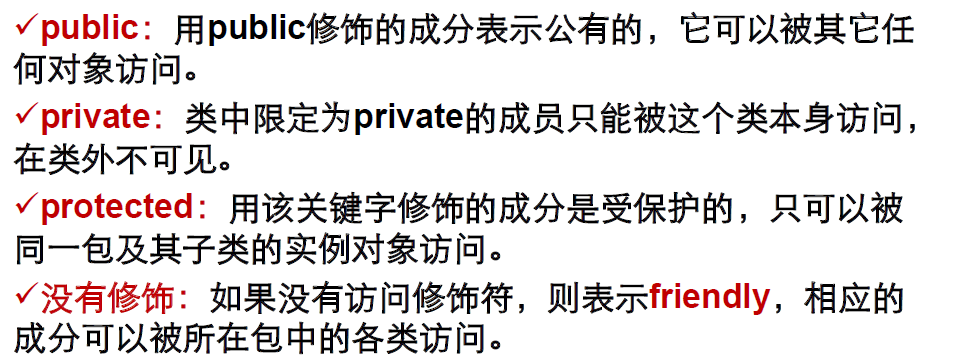 ✓public：用public修饰的成分表示公有的，它可以被其它任
何对象访问。
✓private：类中限定为private的成员只能被这个类本身访问，
在类外不可见。
✓protected：用该关键字修饰的成分是受保护的，只可以被
同一包及其子类的实例对象访问。
✓没有修饰：如果没有访问修饰符，则表示friendly，相应的
成分可以被所在包中的各类访问。